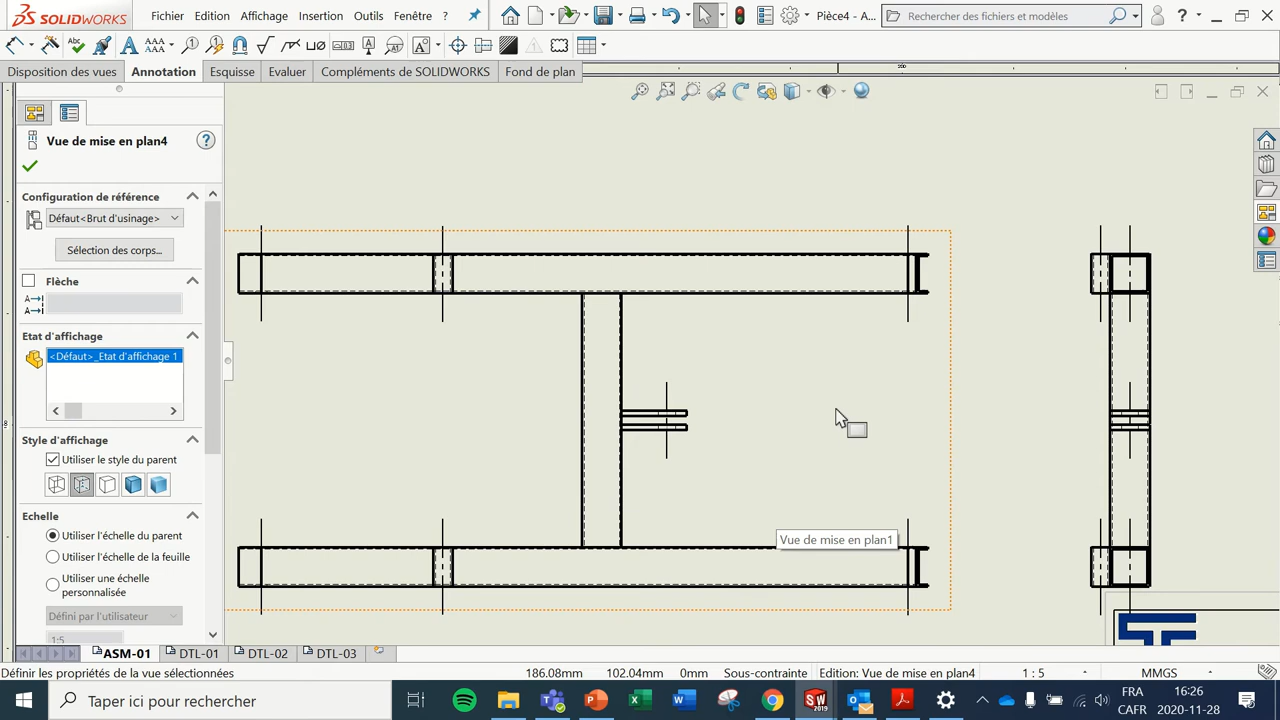 SOLIDWORKS
Fichier Edition Affichage Insertion Outils Fenêtre ?
Pièce4 - A...
Rechercher des fichiers et modèles
?
Disposition des vues Annotation Esquisse Evaluer Compléments de SOLIDWORKS Fond de plan
Vue de mise en plan4
?
Configuration de référence
Défaut<Brut d'usinage>
Sélection des corps...
Flèche
Etat d'affichage
<Défaut>_Etat d'affichage 1
Style d'affichage
Utiliser le style du parent
Echelle
Utiliser l'échelle du parent
Utiliser l'échelle de la feuille
Utiliser une échelle
personnalisée
Défini par l'utilisateur
1:5
Vue de mise en plan1
ASM-01 DTL-01 DTL-02 DTL-03
Définir les propriétés de la vue sélectionnées
186.08mm 102.04mm 0mm Sous-contrainte Edition: Vue de mise en plan4 1 : 5 MMGS
Taper ici pour rechercher
FRA
CAFR
16:26
2020-11-28